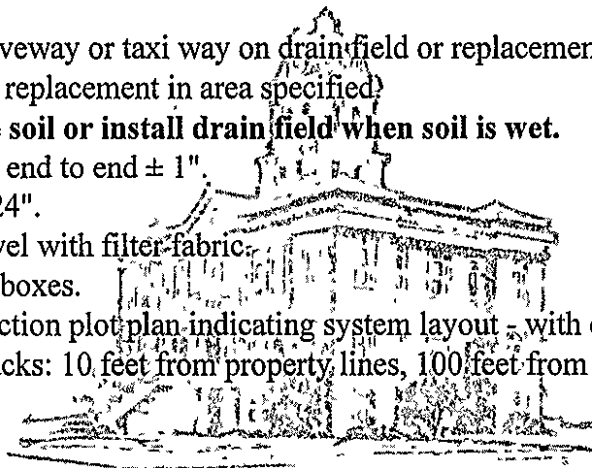 veway or taxi way on drain field or replacemen
replacement in area specified?
soil or install drain field when soil is wet.
end to end ± 1".
24".
vel with filter fabric.
boxes.
ction plot plan indicating system layout - with
acks: 10 feet from property lines, 100 feet from